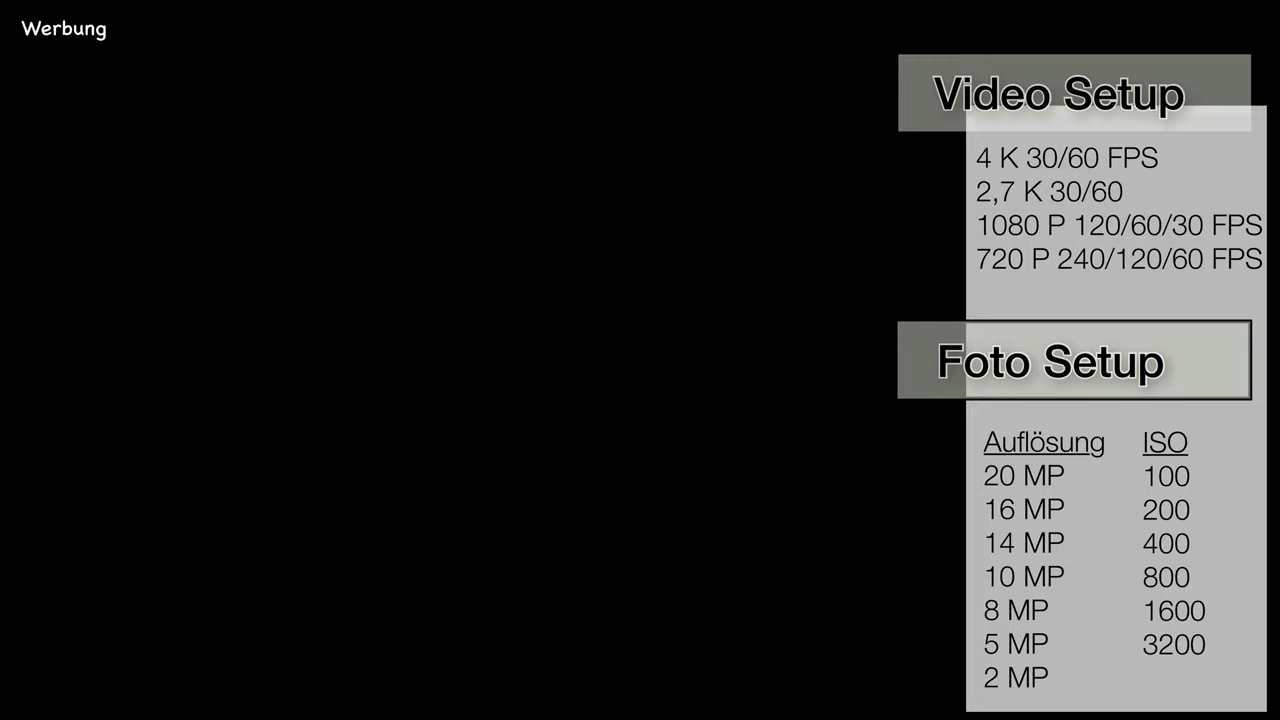 Werbung
Video Setup
4 K 30/60 FPS
2,7 K 30/60
1080 P 120/60/30 FPS
720 P 240/120/60 FPS
Foto Setup
Auflösung ISO
20 MP 100
16 MP 200
14 MP 400
10 MP 800
8 MP 1600
5 MP 3200
2 MP